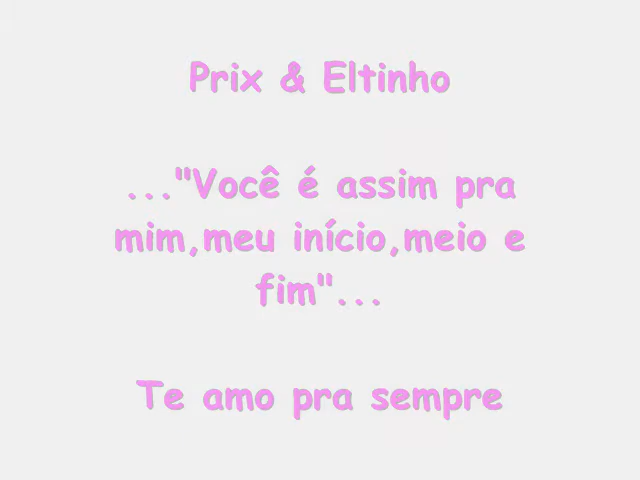 Prix & Eltinho
..."Você é assim pra
mim,meu início,meio e
fim"...
Te amo pra sempre